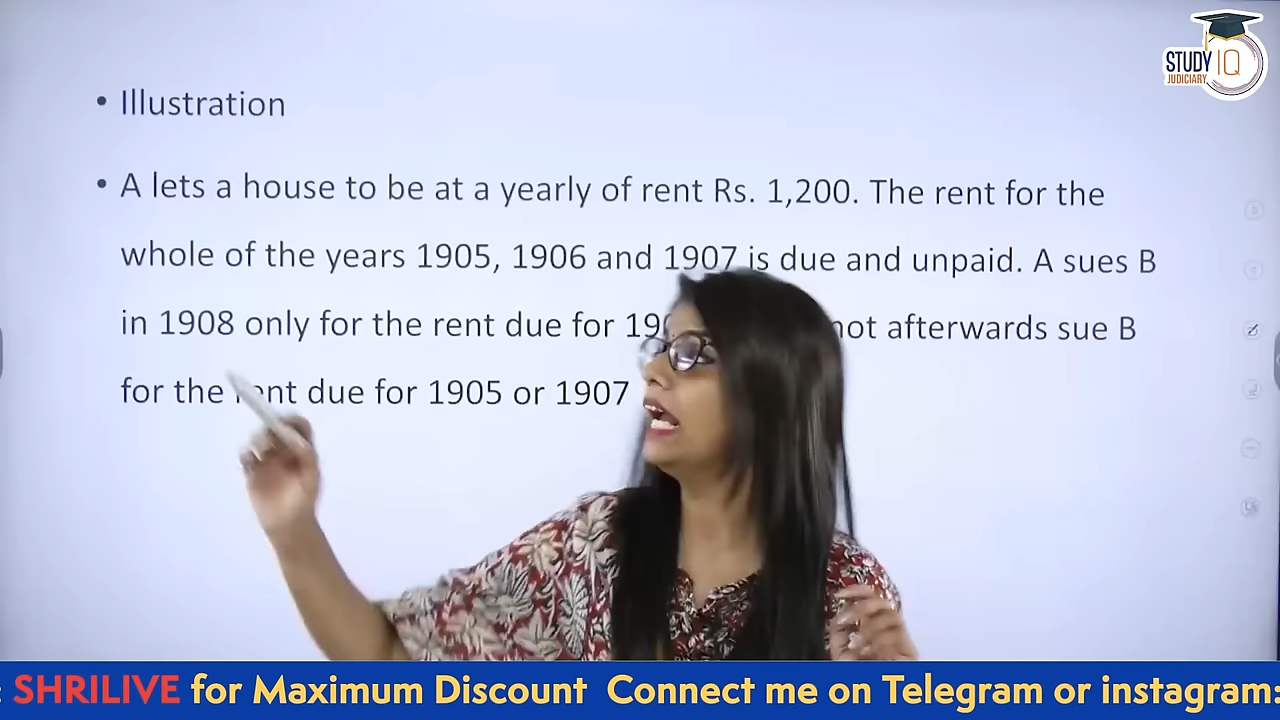 STUDY IQ
JUDICIARY
• Illustration
• A lets a house to be at a yearly of rent Rs. 1,200. The rent for the
whole of the years 1905, 1906 and 1907 is due and unpaid. A sues B
in 1908 only for the rent due for 19 not afterwards sue B
for the rent due for 1905 or 1907
: SHRILIVE for Maximum Discount Connect me on Telegram or instagram: